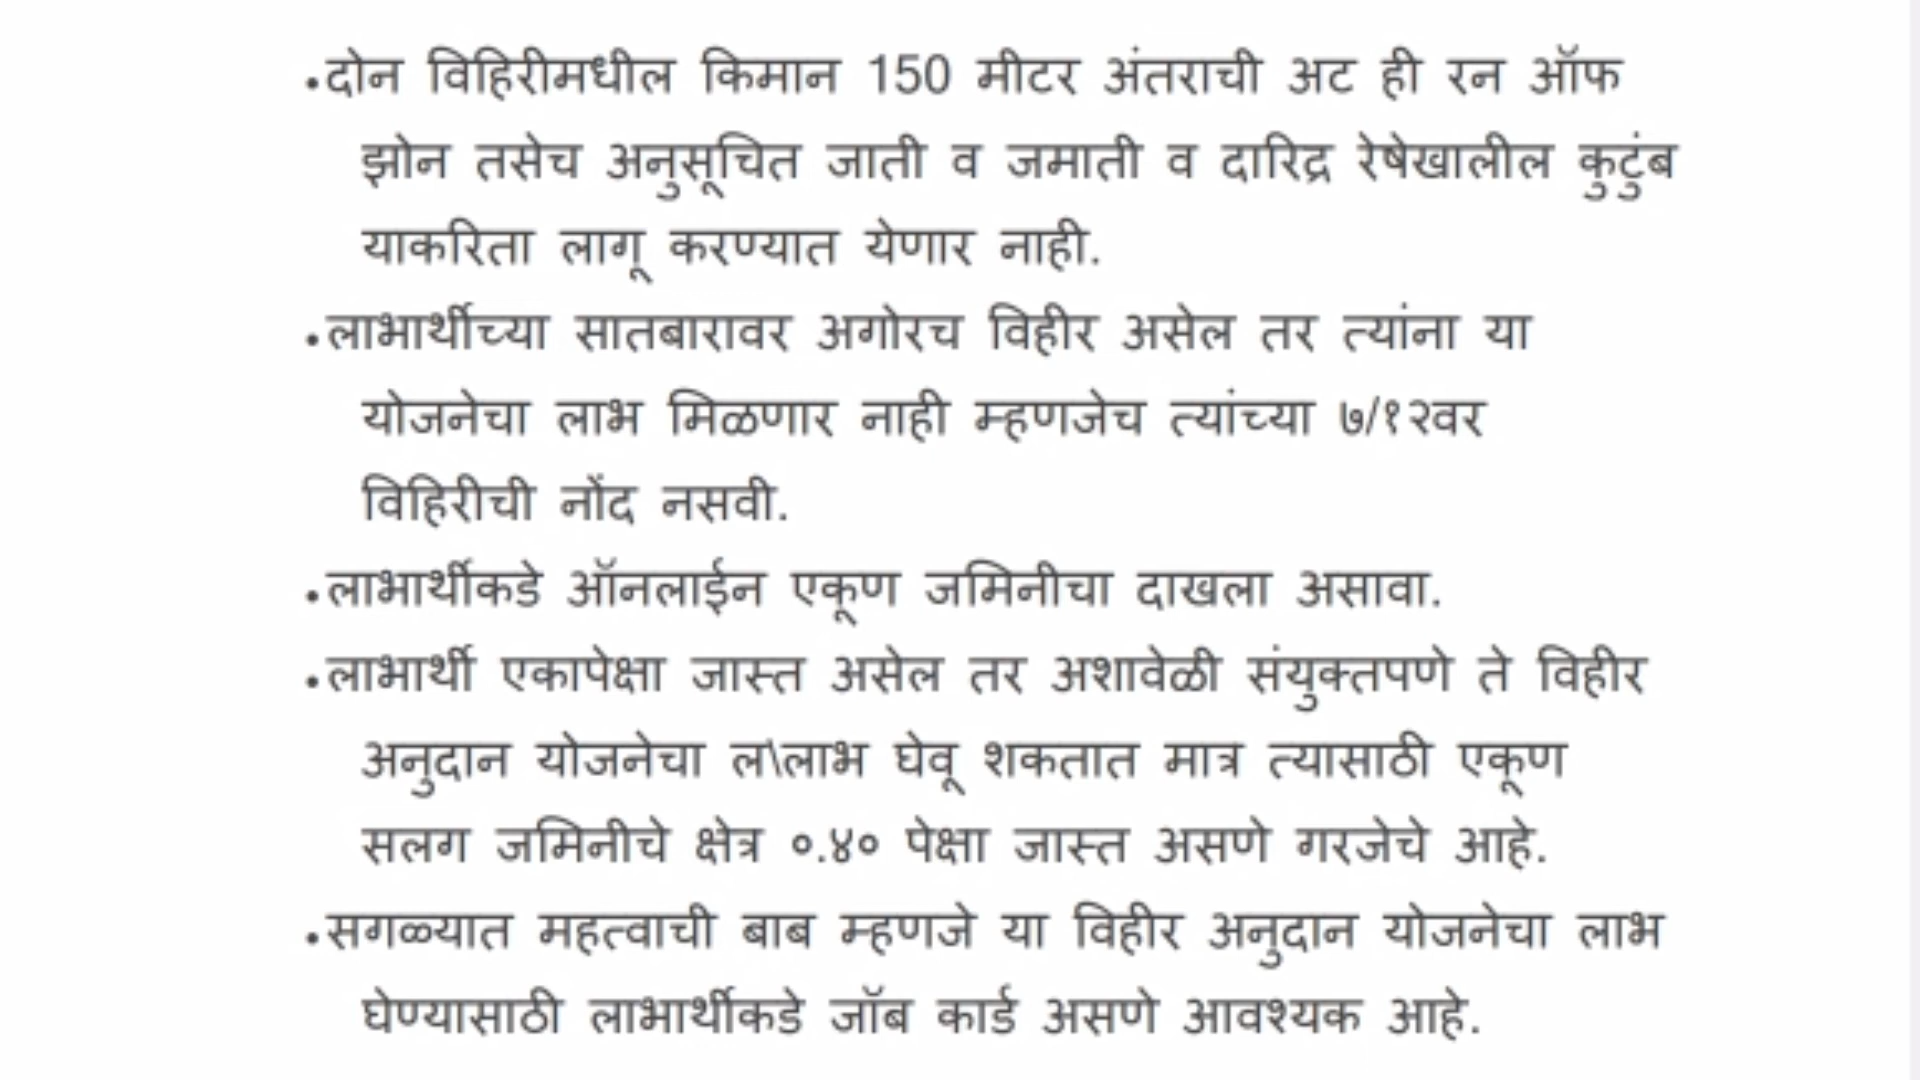 •दोन विहिरीमधील किमान 150 मीटर अंतराची अट ही रन ऑफ
झोन तसेच अनुसूचित जाती व जमाती व दारिद्र रेषेखालील कुटुंब
याकरिता लागू करण्यात येणार नाही.
•लाभार्थीच्या सातबारावर अगोरच विहीर असेल तर त्यांना या
योजनेचा लाभ मिळणार नाही म्हणजेच त्यांच्या ७/१२वर
विहिरीची नोंद नसवी.
•लाभार्थीकडे ऑनलाईन एकूण जमिनीचा दाखला असावा.
•लाभार्थी एकापेक्षा जास्त असेल तर अशावेळी संयुक्तपणे ते विहीर
अनुदान योजनेचा ल\लाभ घेवू शकतात मात्र त्यासाठी एकूण
सलग जमिनीचे क्षेत्र ०.४० पेक्षा जास्त असणे गरजेचे आहे.
•सगळ्यात महत्वाची बाब म्हणजे या विहीर अनुदान योजनेचा लाभ
घेण्यासाठी लाभार्थीकडे जॉब कार्ड असणे आवश्यक आहे.